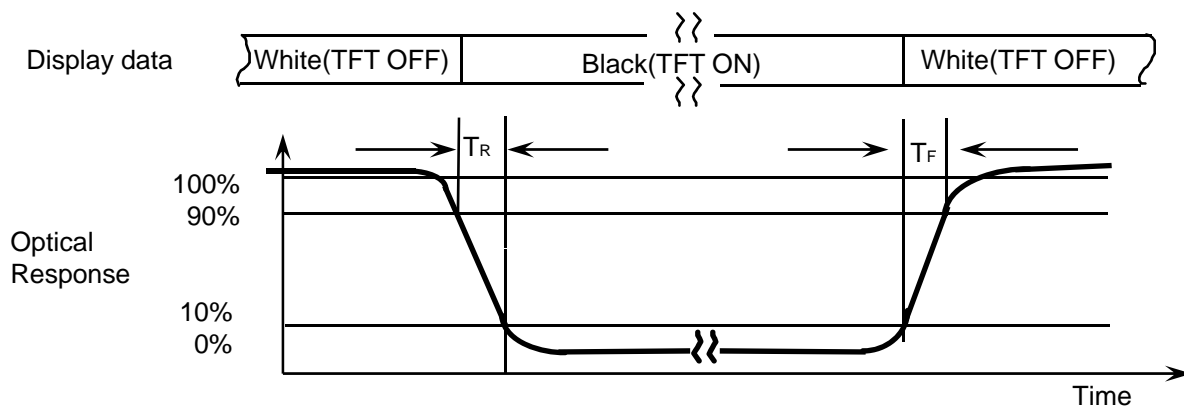 Display data White(TFT OFF) Black(TFT ON) White(TFT OFF)
TR TF
100%
90%
Optical
Response
10%
0%
Time